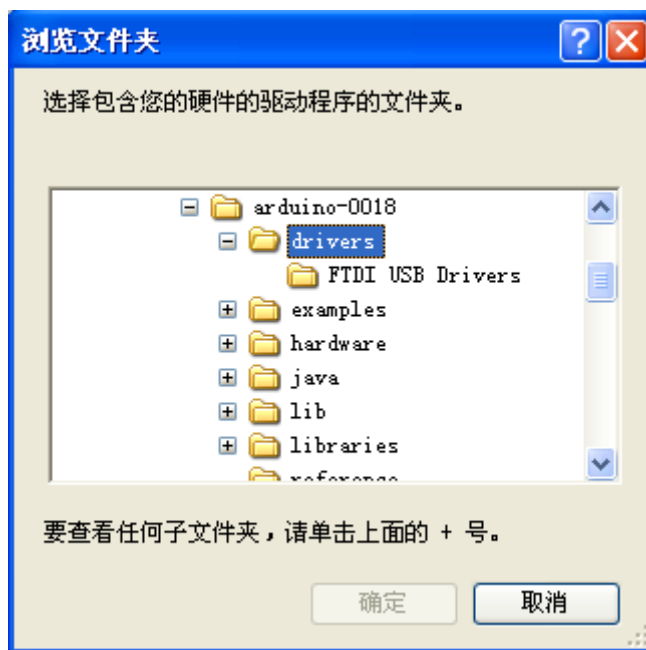 浏览文件夹
选择包含您的硬件的驱动程序的文件夹。
arduino-0018
drivers
FTDI USB Drivers
examples
hardware
java
lib
libraries
reference
要查看任何子文件夹，请单击上面的 + 号。
确定
取消